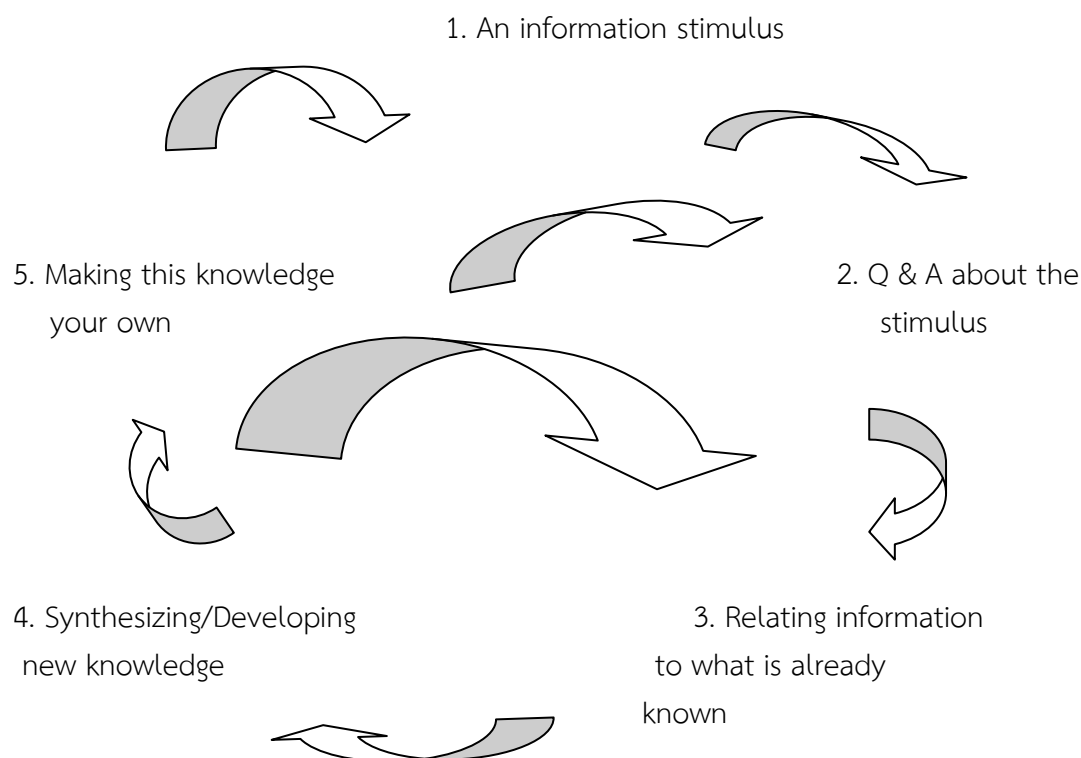 1. An information stimulus
5. Making this knowledge
your own
2. Q & A about the
stimulus
4. Synthesizing/Developing
new knowledge
3. Relating information
to what is already
known